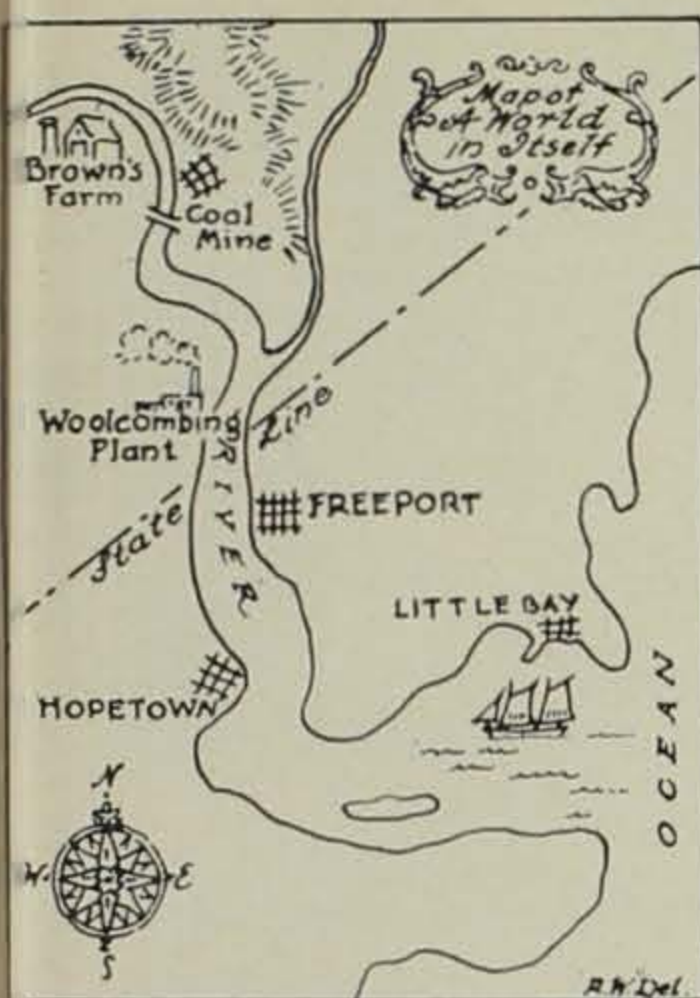 Map of
A World
in Itself
Brown's
Farm
Coal
Mine
Woolcombing
Plant
State Line
RIVER
FREEPORT
LITTLE BAY
HOPETOWN
OCEAN
N
W E
S
A.W. Del.